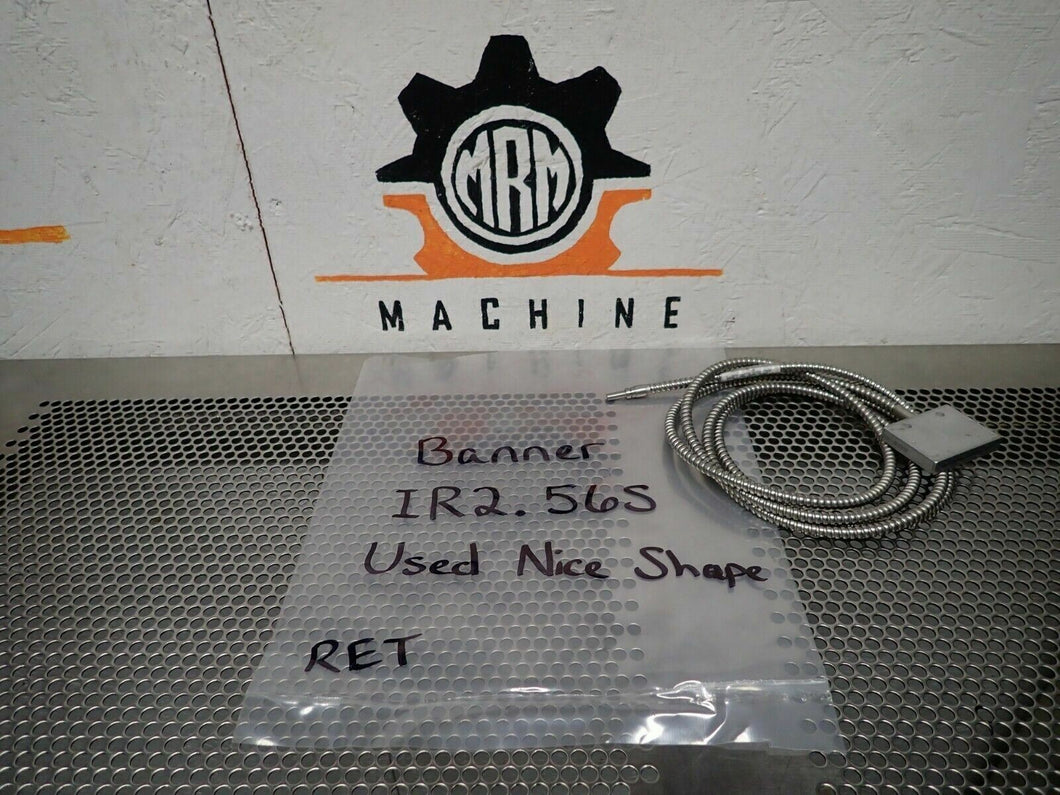 MRM
MACHINE
Banner
IR2.56S
Used Nice Shape
RET